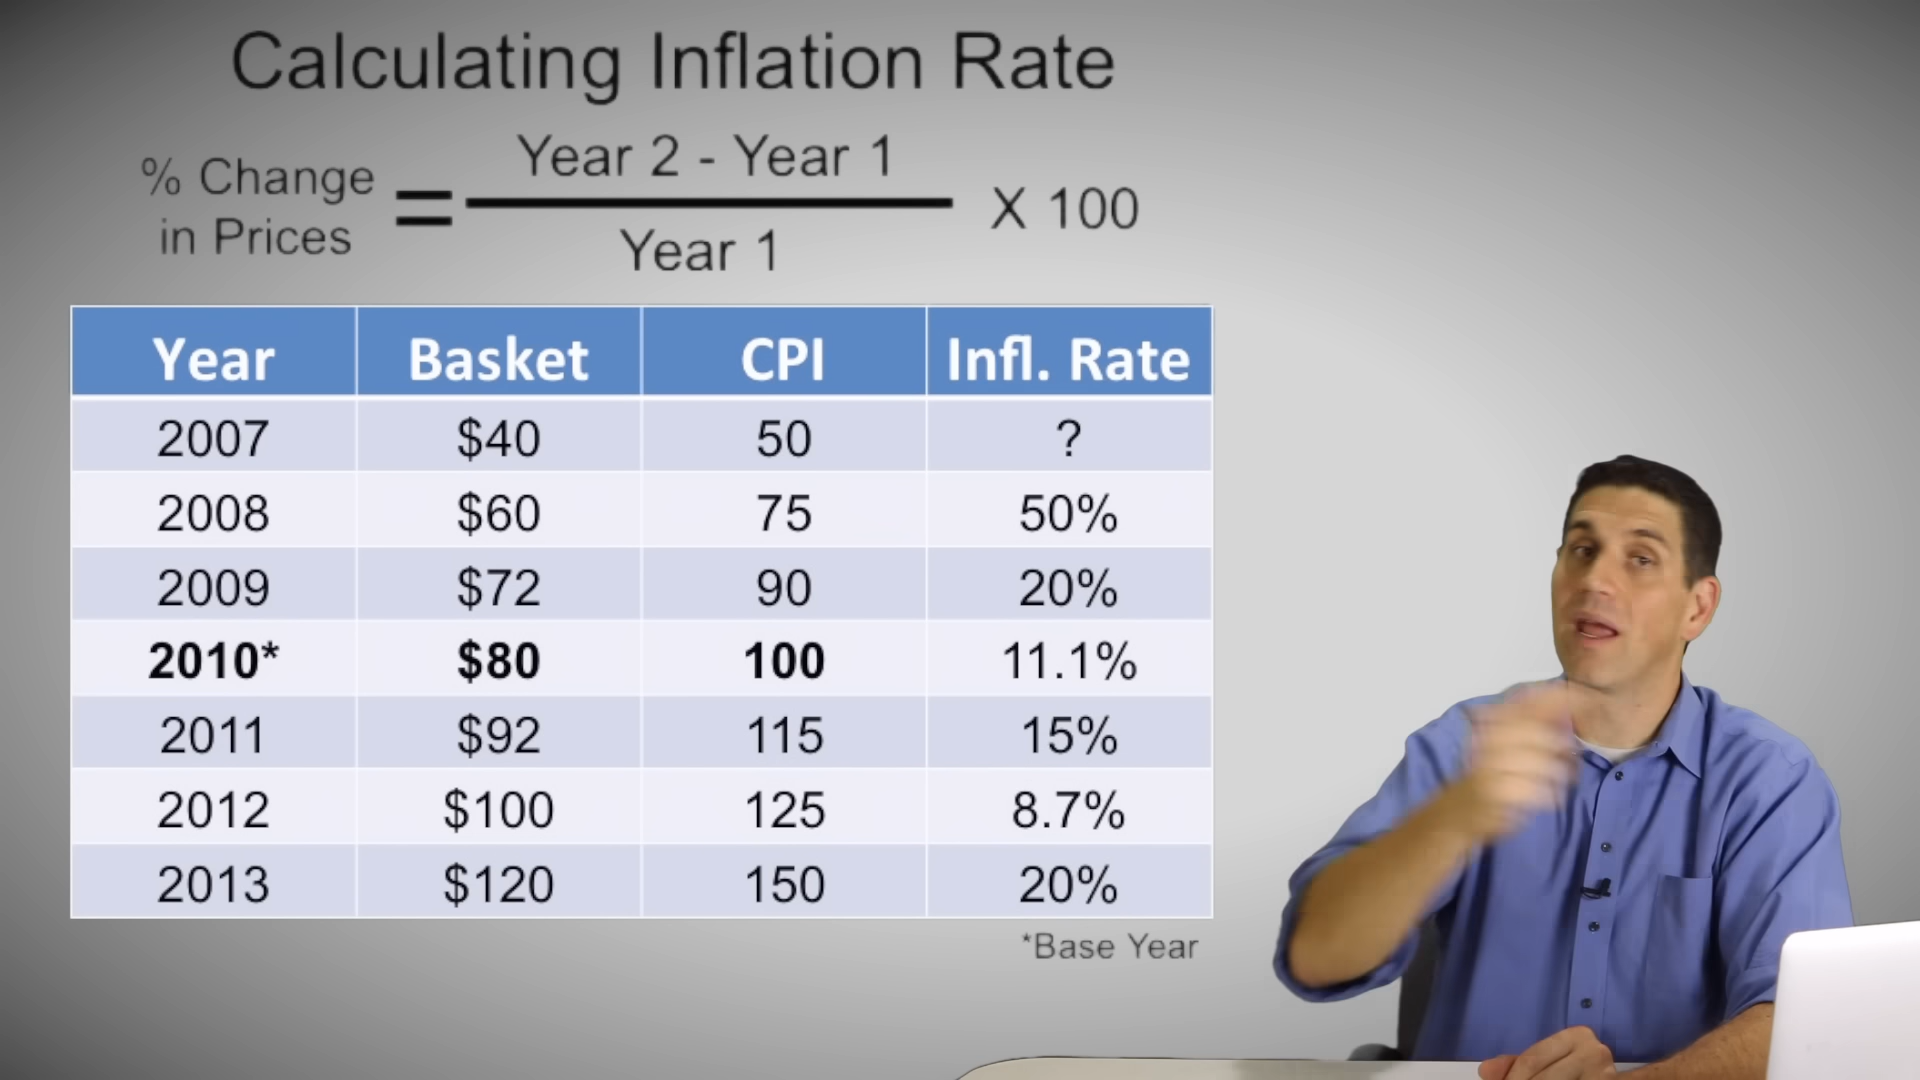 Calculating Inflation Rate
% Change
in Prices
=
Year 2 - Year 1
Year 1
X 100
Year Basket CPI Infl. Rate
2007 $40 50 ?
2008 $60 75 50%
2009 $72 90 20%
2010* $80 100 11.1%
2011 $92 115 15%
2012 $100 125 8.7%
2013 $120 150 20%
*Base Year